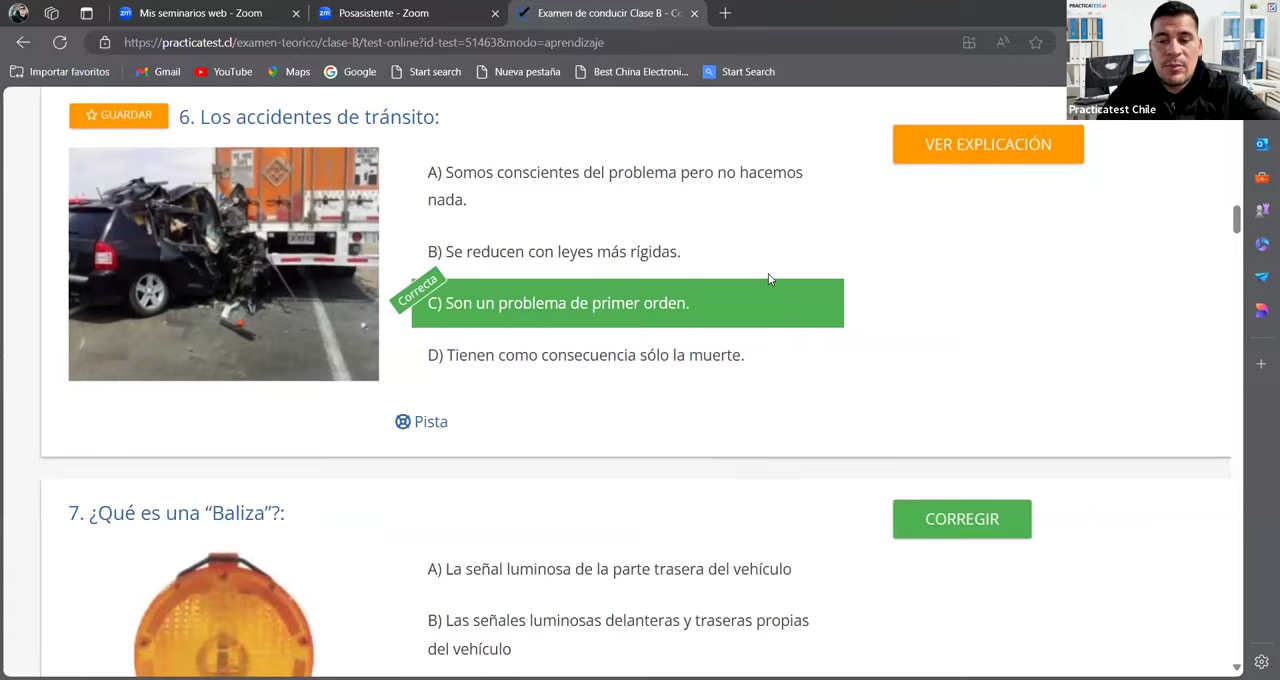 Mis seminarios web - Zoom
Posasistente - Zoom
Examen de conducir Clase B - Co
https://practicatest.cl/examen-teorico/clase-B/test-online?id-test=51463&modo=aprendizaje
Importar favoritos
Gmail
YouTube
Maps
Google
Start search
Nueva pestaña
Best China Electroni...
Start Search
PRACTICATEST.cl
Practicatest Chile
GUARDAR
6. Los accidentes de tránsito:
VER EXPLICACIÓN
A) Somos conscientes del problema pero no hacemos
nada.
B) Se reducen con leyes más rígidas.
Correcta
C) Son un problema de primer orden.
D) Tienen como consecuencia sólo la muerte.
Pista
7. ¿Qué es una “Baliza”?:
CORREGIR
A) La señal luminosa de la parte trasera del vehículo
B) Las señales luminosas delanteras y traseras propias
del vehículo